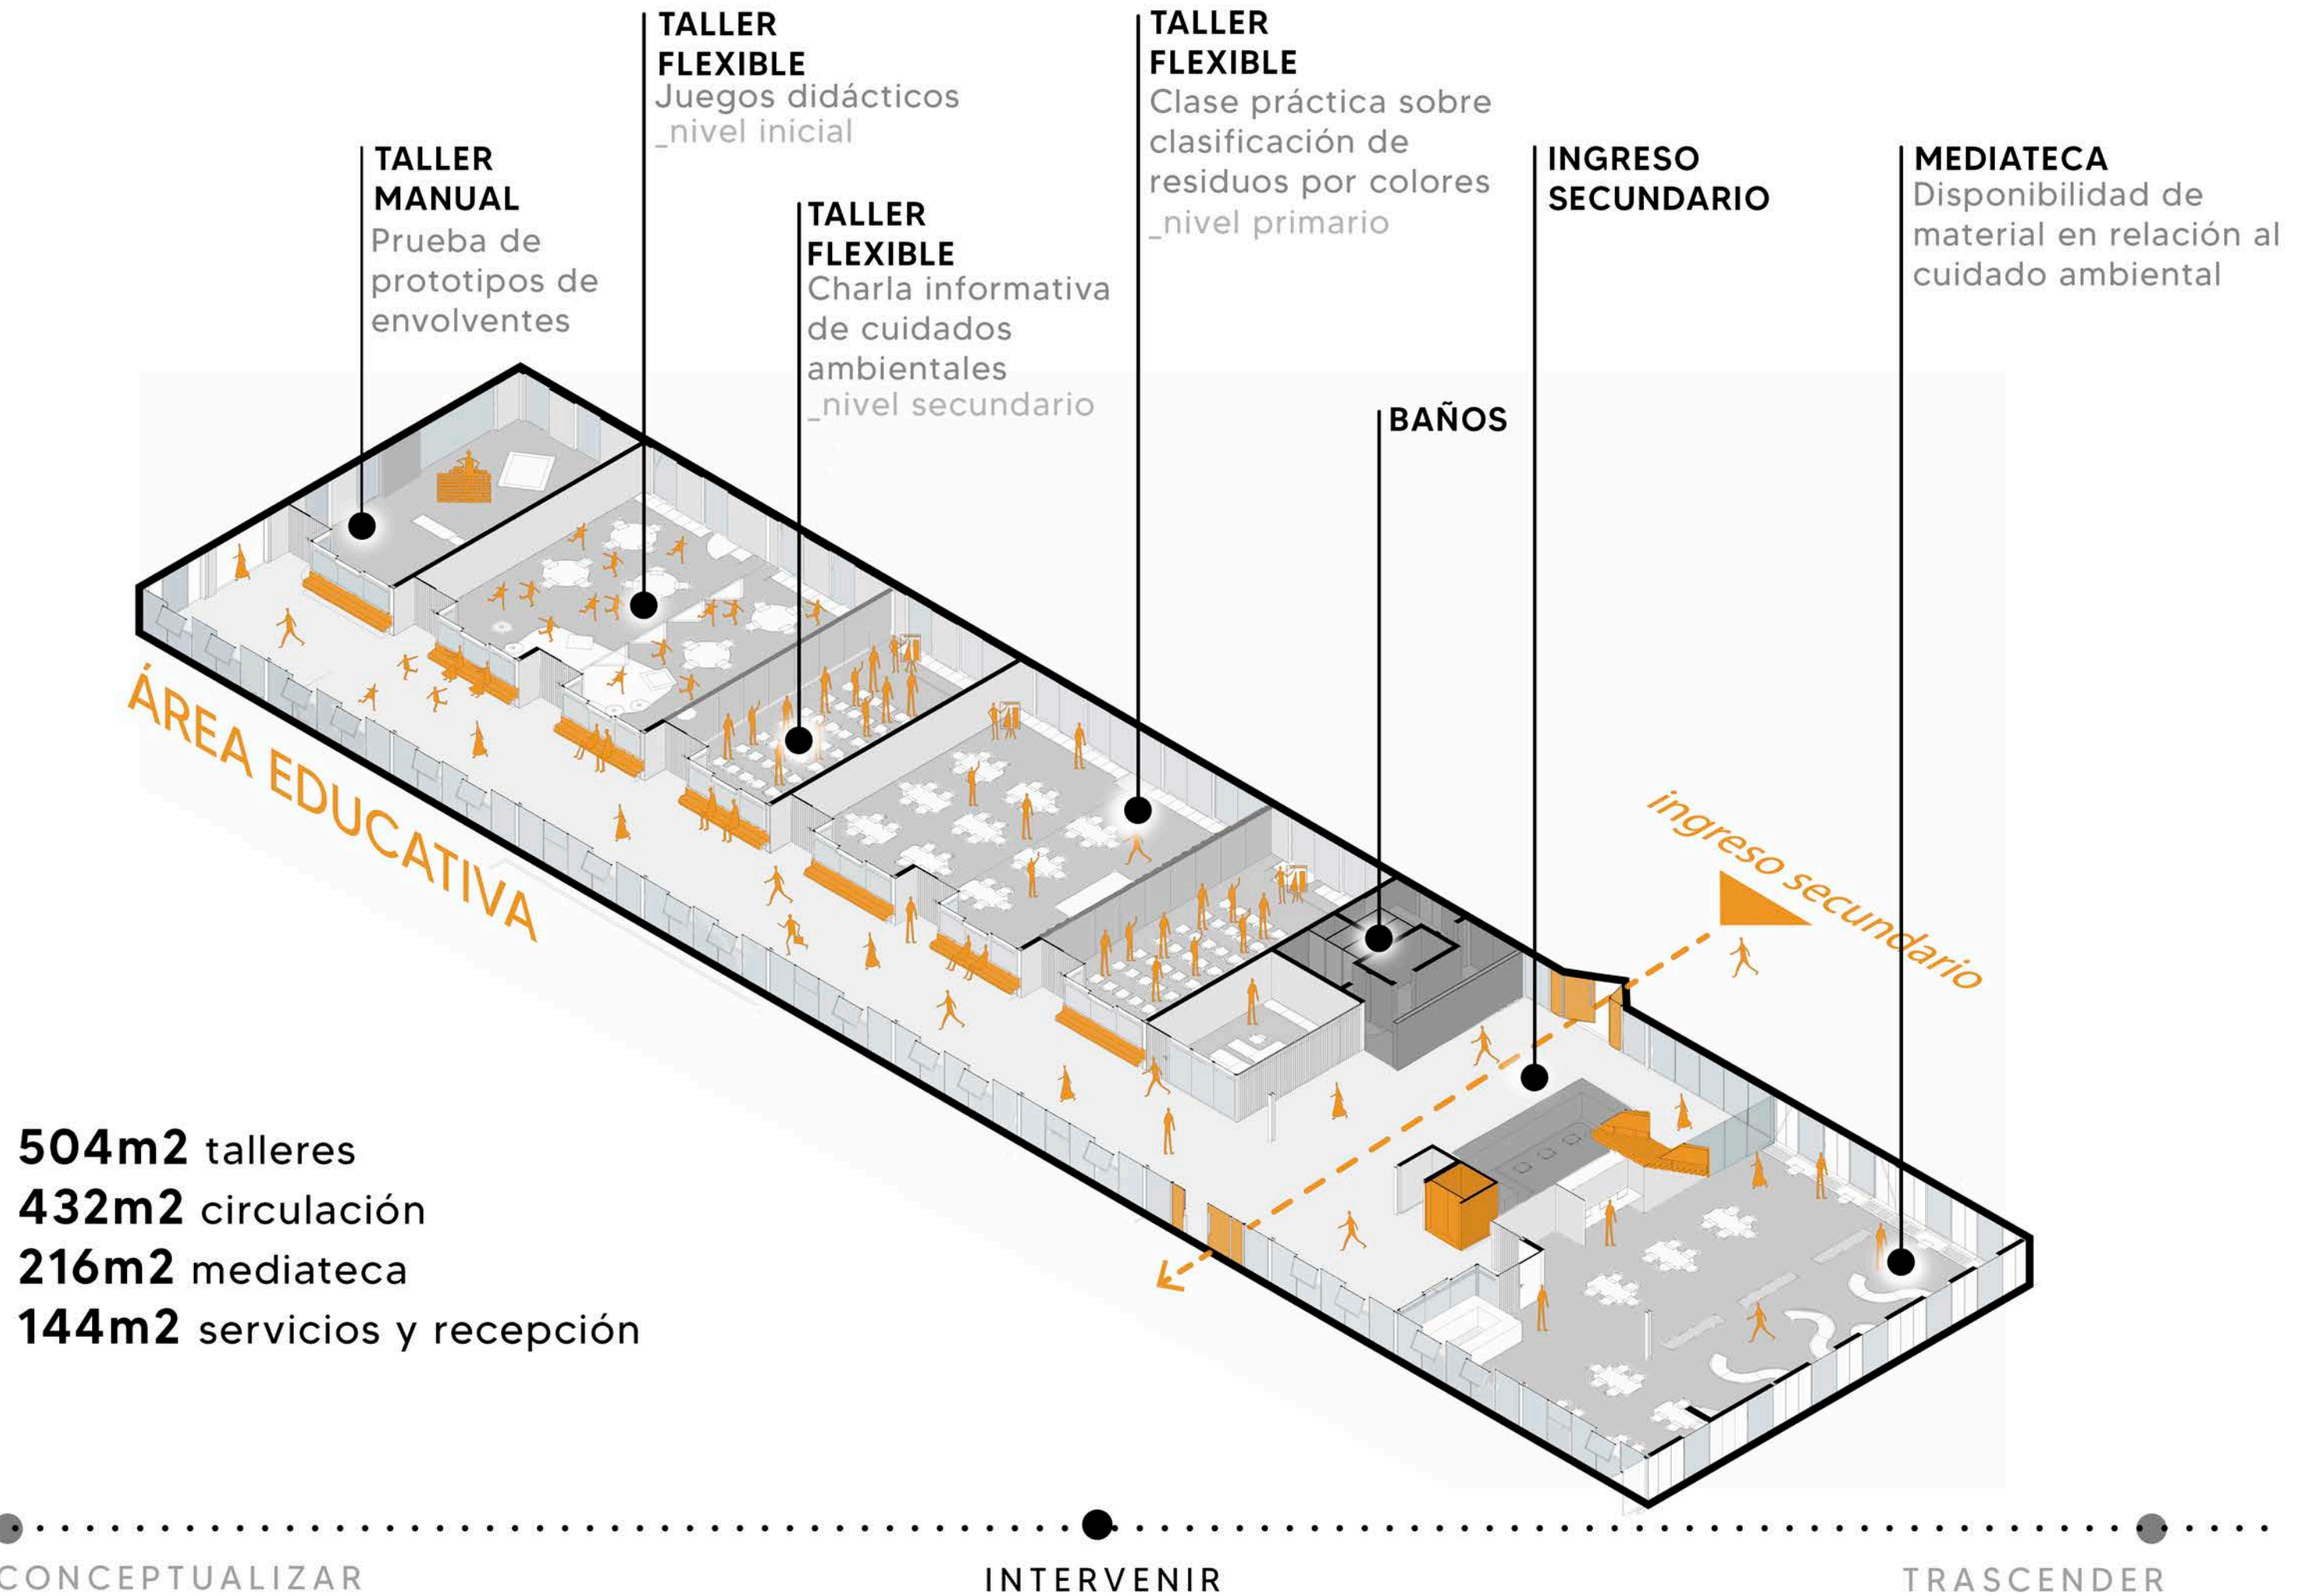 TALLER
MANUAL
Prueba de
prototipos de
envolventes
TALLER
FLEXIBLE
Juegos didácticos
_nivel inicial
TALLER
FLEXIBLE
Charla informativa
de cuidados
ambientales
_nivel secundario
TALLER
FLEXIBLE
Clase práctica sobre
clasificación de
residuos por colores
_nivel primario
BAÑOS
INGRESO
SECUNDARIO
MEDIATECA
Disponibilidad de
material en relación al
cuidado ambiental
ÁREA EDUCATIVA
ingreso secundario
504m2 talleres
432m2 circulación
216m2 mediateca
144m2 servicios y recepción
CONCEPTUALIZAR
INTERVENIR
TRASCENDER